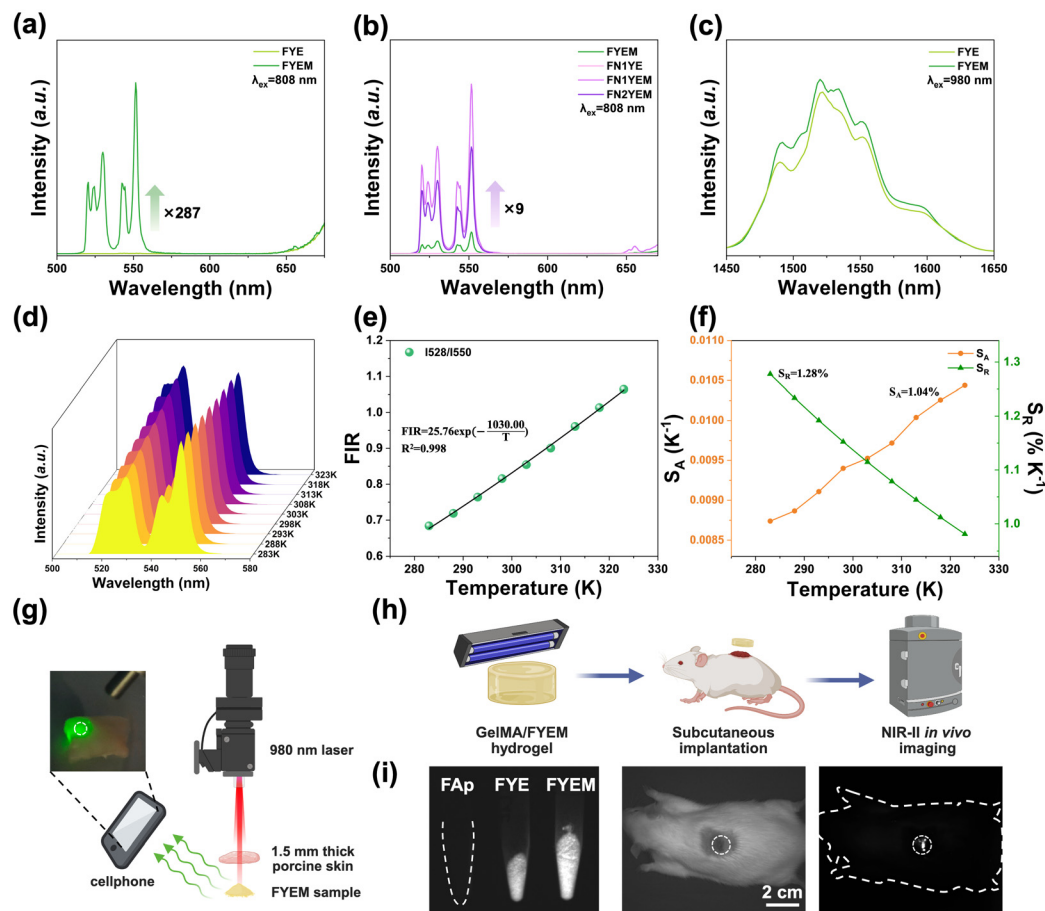 (a)
FYE
FYEM
λex=808 nm
Intensity (a.u.)
×287
500 550 600 650
Wavelength (nm)
(b)
FYEM
FN1YE
FN1YEM
FN2YEM
λex=808 nm
Intensity (a.u.)
×9
500 550 600 650
Wavelength (nm)
(c)
FYE
FYEM
λex=980 nm
Intensity (a.u.)
1450 1500 1550 1600 1650
Wavelength (nm)
(d)
Intensity (a.u.)
323K
318K
313K
308K
303K
298K
293K
288K
283K
500 520 540 560 580
Wavelength (nm)
(e)
I528/I550
FIR=25.76exp(−1030.00/T)
R²=0.998
FIR
1.2
1.1
1.0
0.9
0.8
0.7
0.6
280 290 300 310 320 330
Temperature (K)
(f)
SA
SR
SR=1.28%
SA=1.04%
SA (K⁻¹)
0.0110
0.0105
0.0100
0.0095
0.0090
0.0085
SR (% K⁻¹)
1.3
1.2
1.1
1.0
280 290 300 310 320 330
Temperature (K)
(g)
980 nm laser
1.5 mm thick
porcine skin
cellphone
FYEM sample
(h)
GelMA/FYEM
hydrogel
Subcutaneous
implantation
NIR-II in vivo
imaging
(i)
FAp FYE FYEM
2 cm